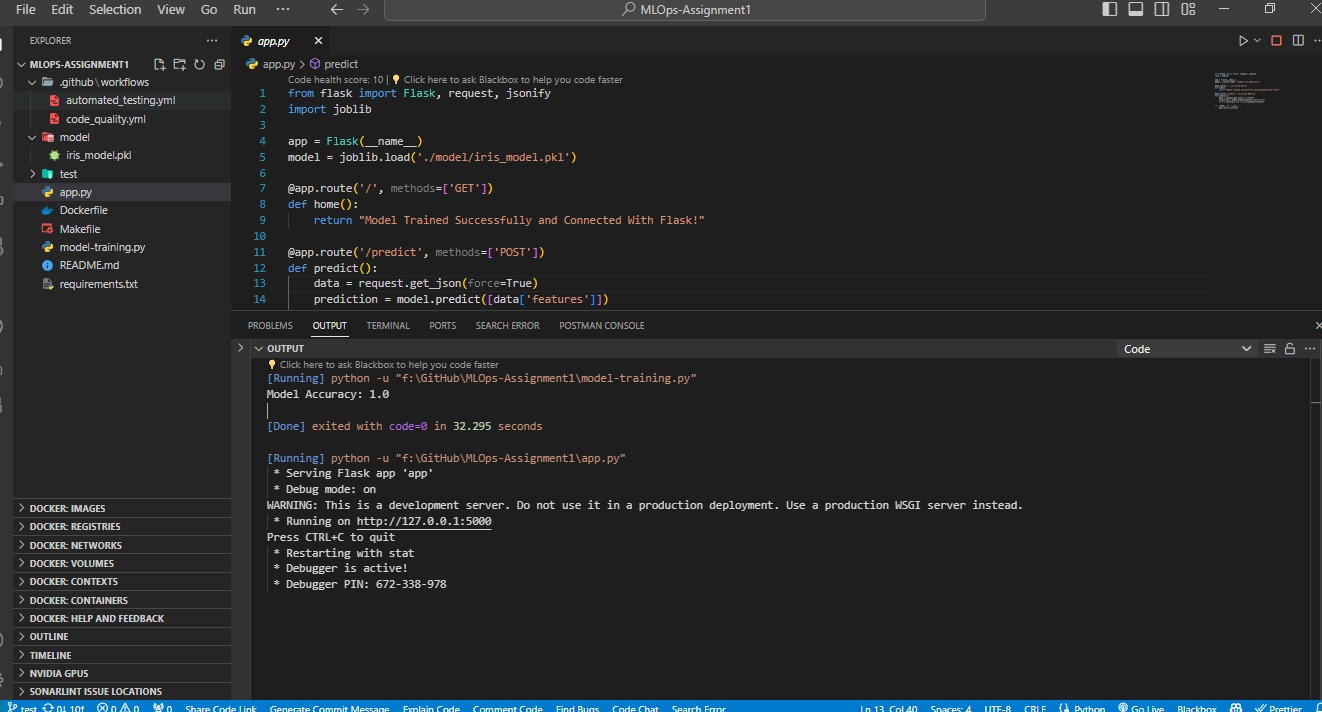 File Edit Selection View Go Run ··· MLOps-Assignment1
EXPLORER
MLOPS-ASSIGNMENT1
.github\workflows
automated_testing.yml
code_quality.yml
model
iris_model.pkl
test
app.py
Dockerfile
Makefile
model-training.py
README.md
requirements.txt
DOCKER: IMAGES
DOCKER: REGISTRIES
DOCKER: NETWORKS
DOCKER: VOLUMES
DOCKER: CONTEXTS
DOCKER: CONTAINERS
DOCKER: HELP AND FEEDBACK
OUTLINE
TIMELINE
NVIDIA GPUS
SONARLINT ISSUE LOCATIONS
app.py
app.py > predict
Code health score: 10 | Click here to ask Blackbox to help you code faster
1 from flask import Flask, request, jsonify
2 import joblib
3
4 app = Flask(__name__)
5 model = joblib.load('./model/iris_model.pkl')
6
7 @app.route('/', methods=['GET'])
8 def home():
9 return "Model Trained Successfully and Connected With Flask!"
10
11 @app.route('/predict', methods=['POST'])
12 def predict():
13 data = request.get_json(force=True)
14 prediction = model.predict([data['features']])
PROBLEMS OUTPUT TERMINAL PORTS SEARCH ERROR POSTMAN CONSOLE
OUTPUT Code
Click here to ask Blackbox to help you code faster
[Running] python -u "f:\GitHub\MLOps-Assignment1\model-training.py"
Model Accuracy: 1.0
[Done] exited with code=0 in 32.295 seconds
[Running] python -u "f:\GitHub\MLOps-Assignment1\app.py"
* Serving Flask app 'app'
* Debug mode: on
WARNING: This is a development server. Do not use it in a production deployment. Use a production WSGI server instead.
* Running on http://127.0.0.1:5000
Press CTRL+C to quit
* Restarting with stat
* Debugger is active!
* Debugger PIN: 672-338-978
test 0↓ 10↑ 0 0 0 Share Code Link Generate Commit Message Explain Code Comment Code Find Bugs Code Chat Search Error Ln 13, Col 40 Spaces: 4 UTF-8 CRLF Python Go Live Blackbox Prettier